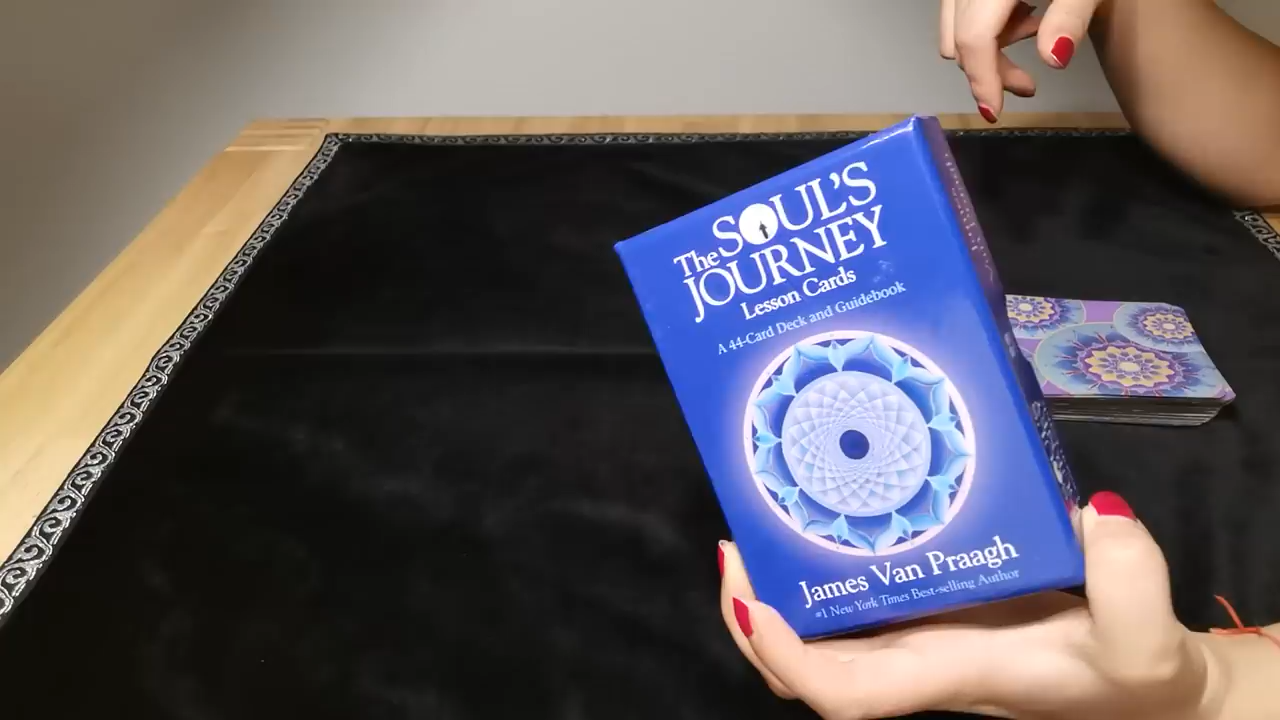 The SOUL'S
JOURNEY
Lesson Cards
A 44-Card Deck and Guidebook
James Van Praagh
#1 New York Times Best-selling Author